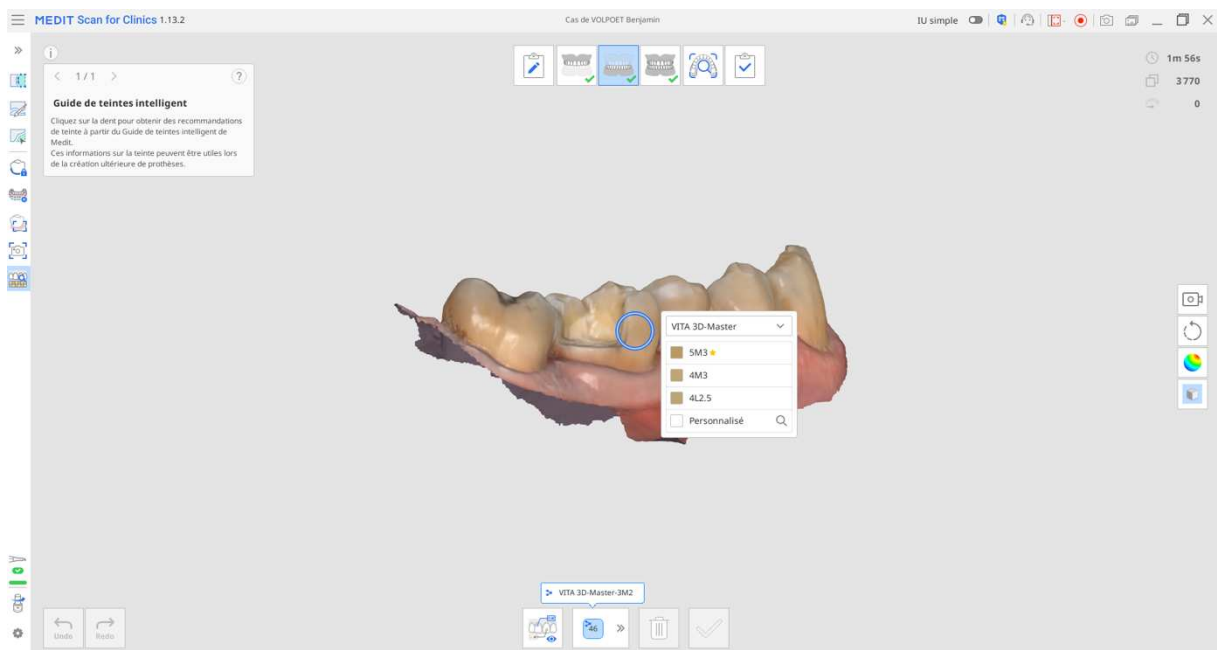 MEDIT Scan for Clinics 1.13.2
Cas de VOLPOET Benjamin
IU simple
1 / 1
?
Guide de teintes intelligent
Cliquez sur la dent pour obtenir des recommandations
de teinte à partir du Guide de teintes intelligent de
Medit.
Ces informations sur la teinte peuvent être utiles lors
de la création ultérieure de prothèses.
1m 56s
3770
0
VITA 3D-Master
5M3
4M3
4L2.5
Personnalisé
VITA 3D-Master-3M2
Undo
Redo
46